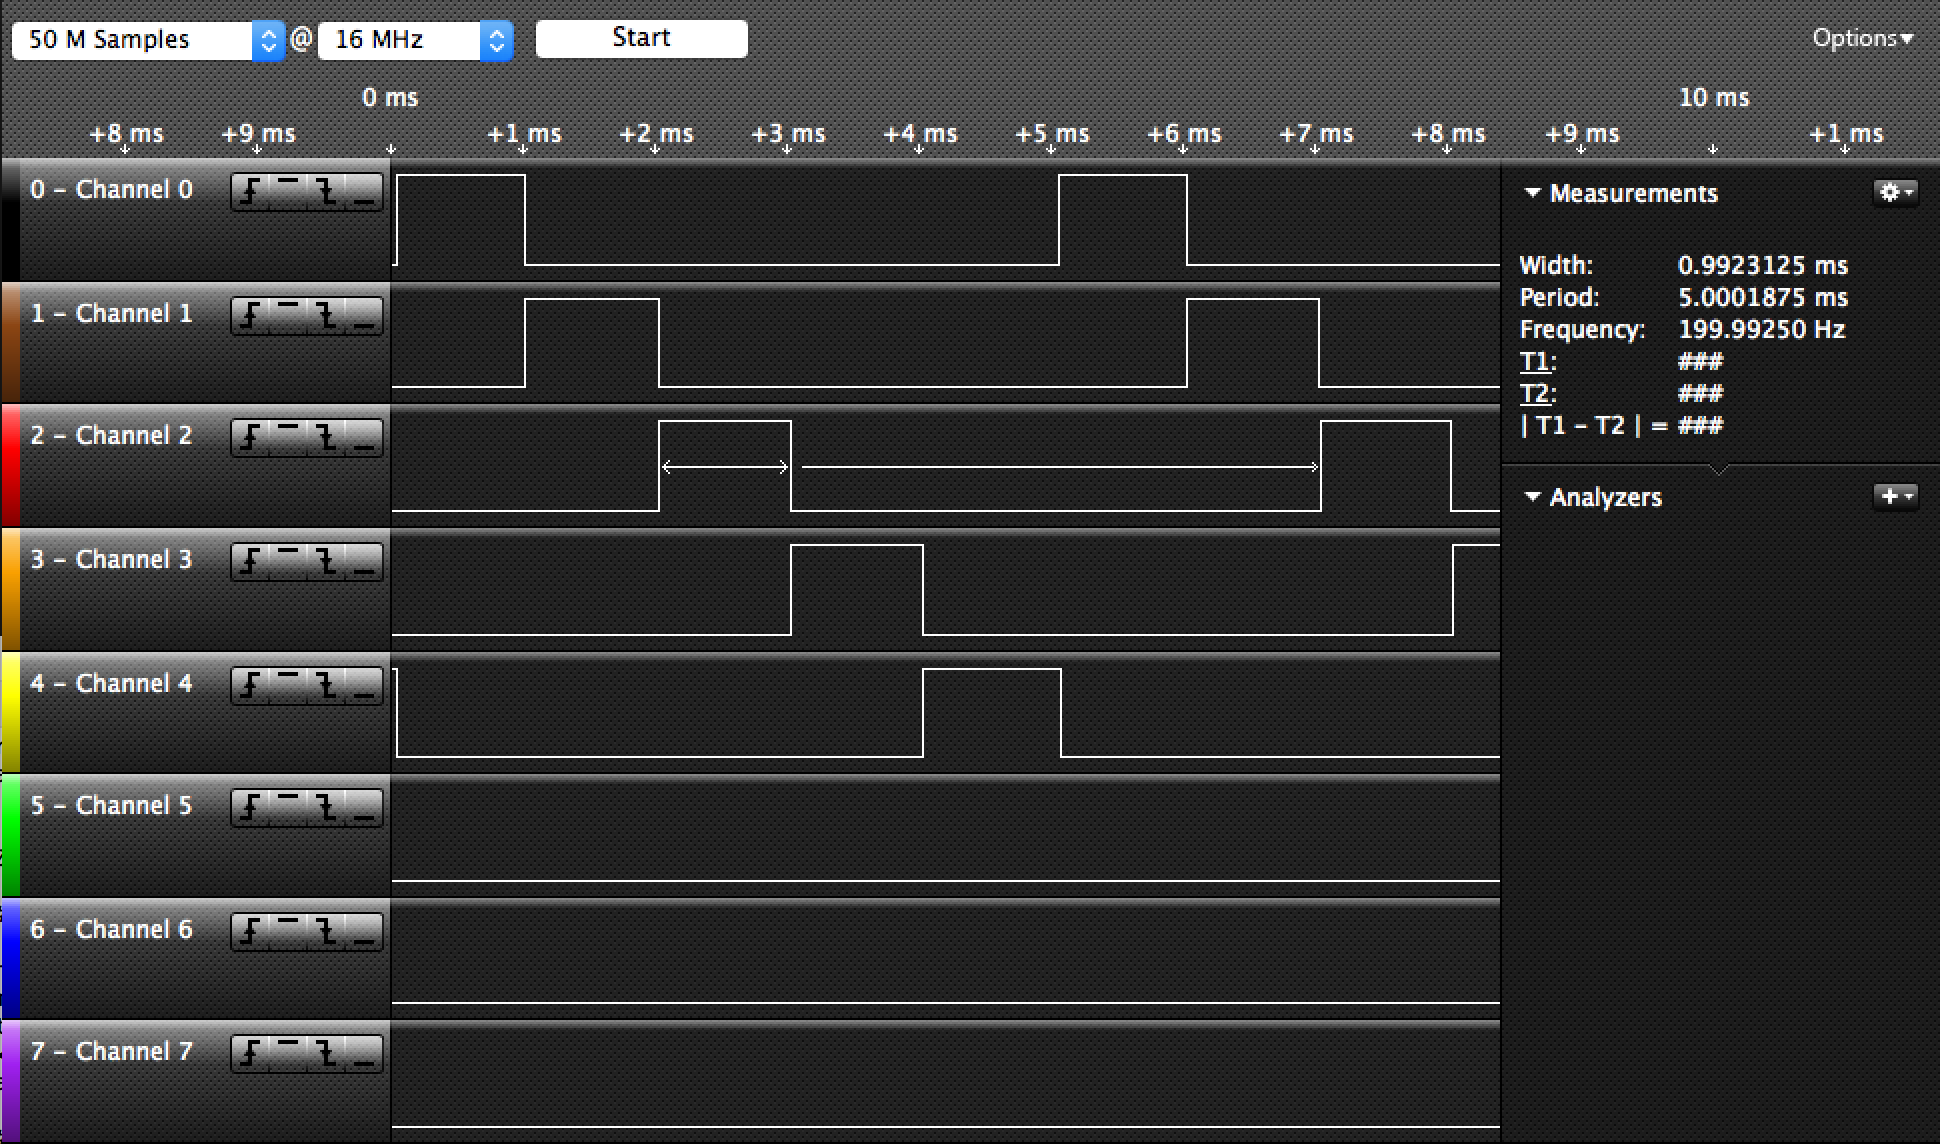 50 M Samples @ 16 MHz Start Options
0 ms 10 ms
+8 ms +9 ms +1 ms +2 ms +3 ms +4 ms +5 ms +6 ms +7 ms +8 ms +9 ms +1 ms
0 – Channel 0
1 – Channel 1
2 – Channel 2
3 – Channel 3
4 – Channel 4
5 – Channel 5
6 – Channel 6
7 – Channel 7
Measurements
Width: 0.9923125 ms
Period: 5.0001875 ms
Frequency: 199.99250 Hz
T1: ###
T2: ###
| T1 – T2 | = ###
Analyzers